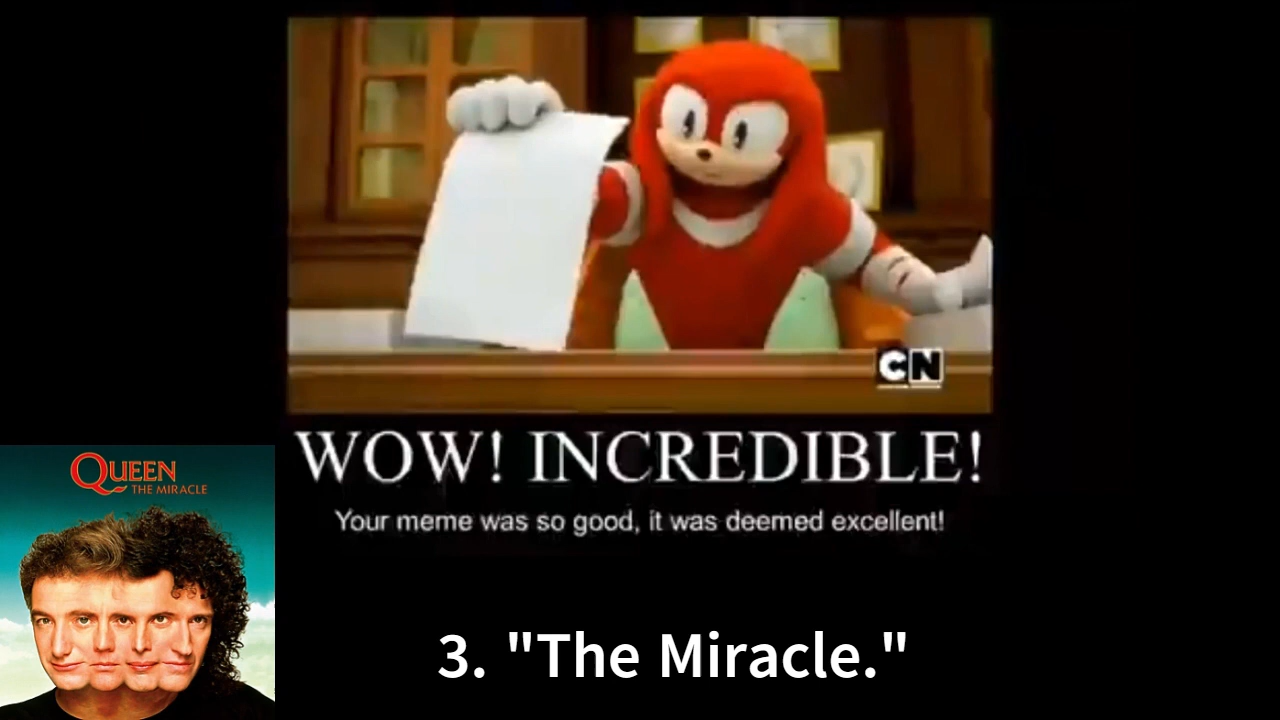 CN
WOW! INCREDIBLE!
Your meme was so good, it was deemed excellent!
QUEEN
THE MIRACLE
3. "The Miracle."